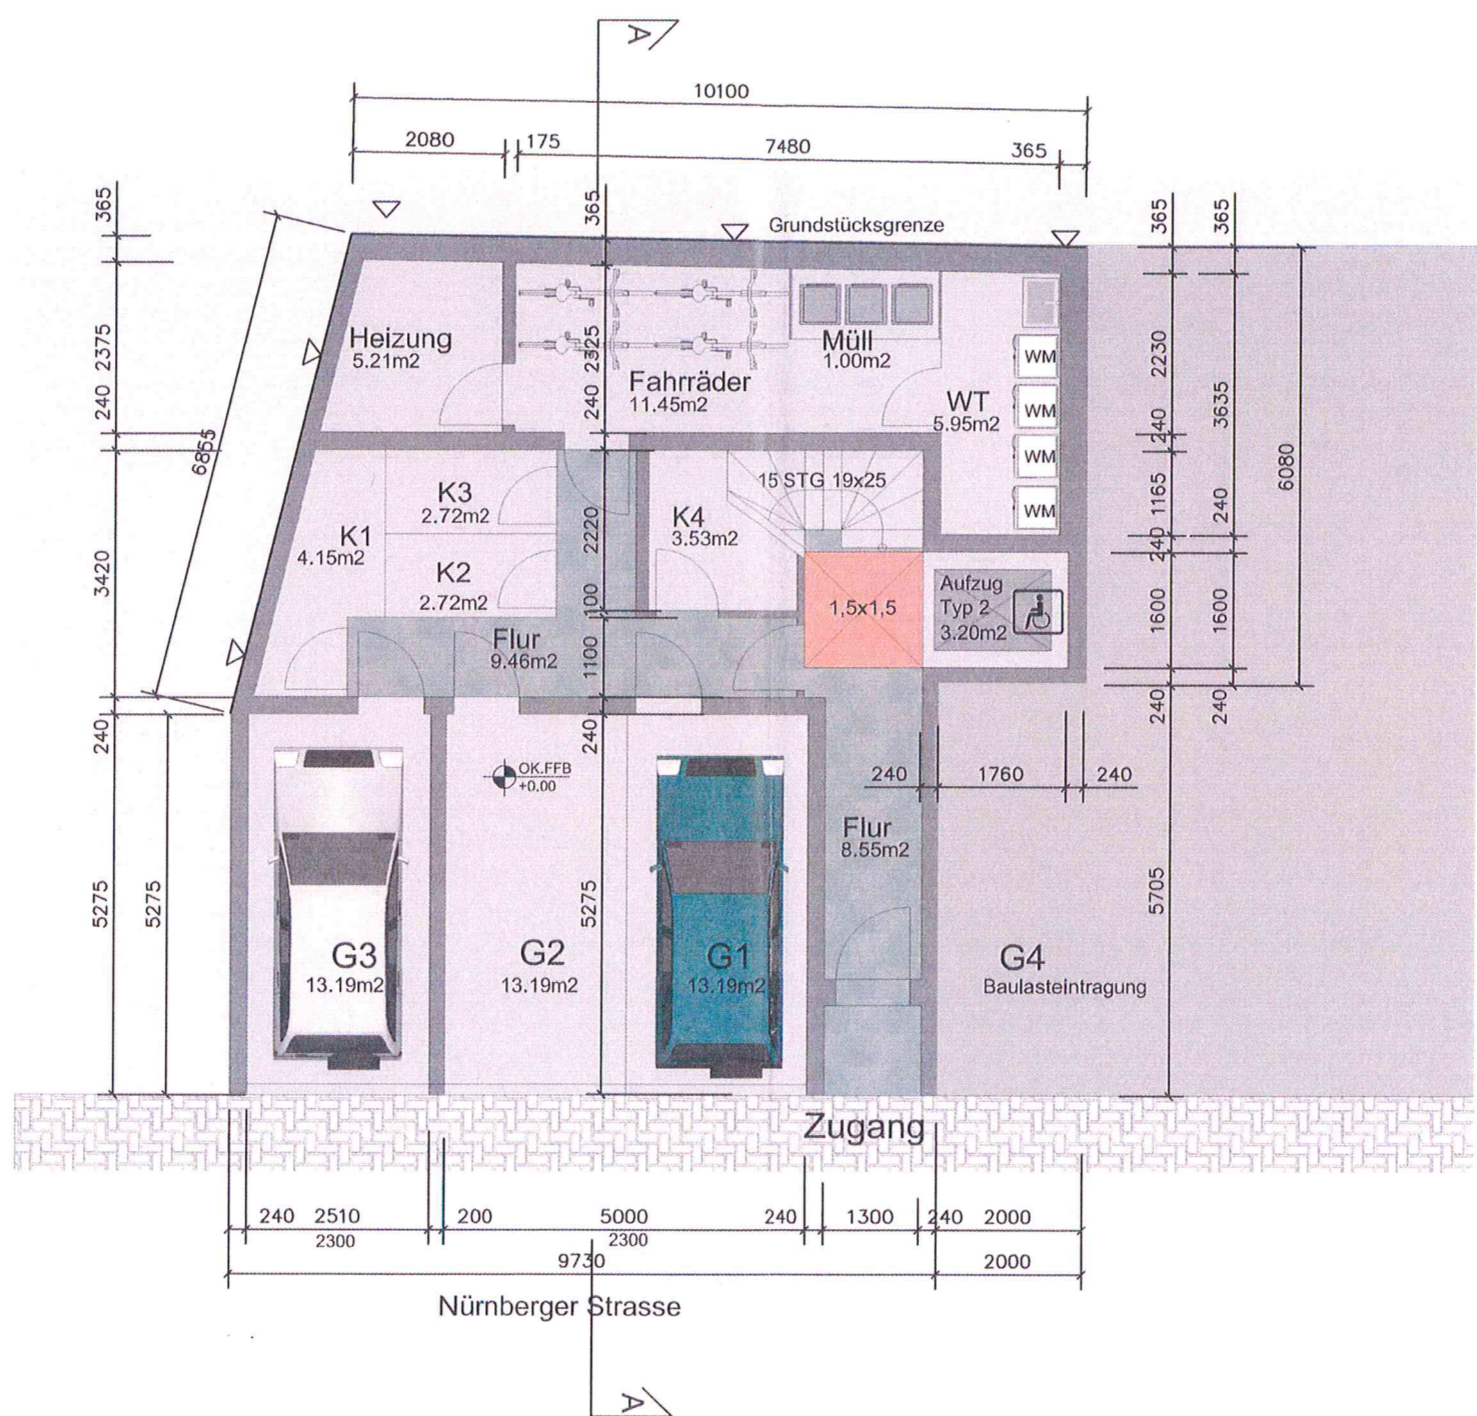 A
10100
2080
175
7480
365
365
2375
240
3420
240
5275
5275
6855
365
2325
240
2220
100
1100
240
5275
Grundstücksgrenze
365
2230
240
1165
240
1600
240
5705
365
3635
240
1600
240
6080
Heizung
5.21m2
Fahrräder
11.45m2
Müll
1.00m2
WT
5.95m2
WM
WM
WM
WM
K3
2.72m2
K1
4.15m2
K2
2.72m2
K4
3.53m2
15 STG 19x25
1,5x1,5
Aufzug
Typ 2
3.20m2
Flur
9.46m2
OK.FFB
+0.00
240
1760
240
Flur
8.55m2
G3
13.19m2
G2
13.19m2
G1
13.19m2
G4
Baulasteintragung
Zugang
240
2510
2300
200
5000
2300
240
1300
240
2000
9730
2000
Nürnberger Strasse
A